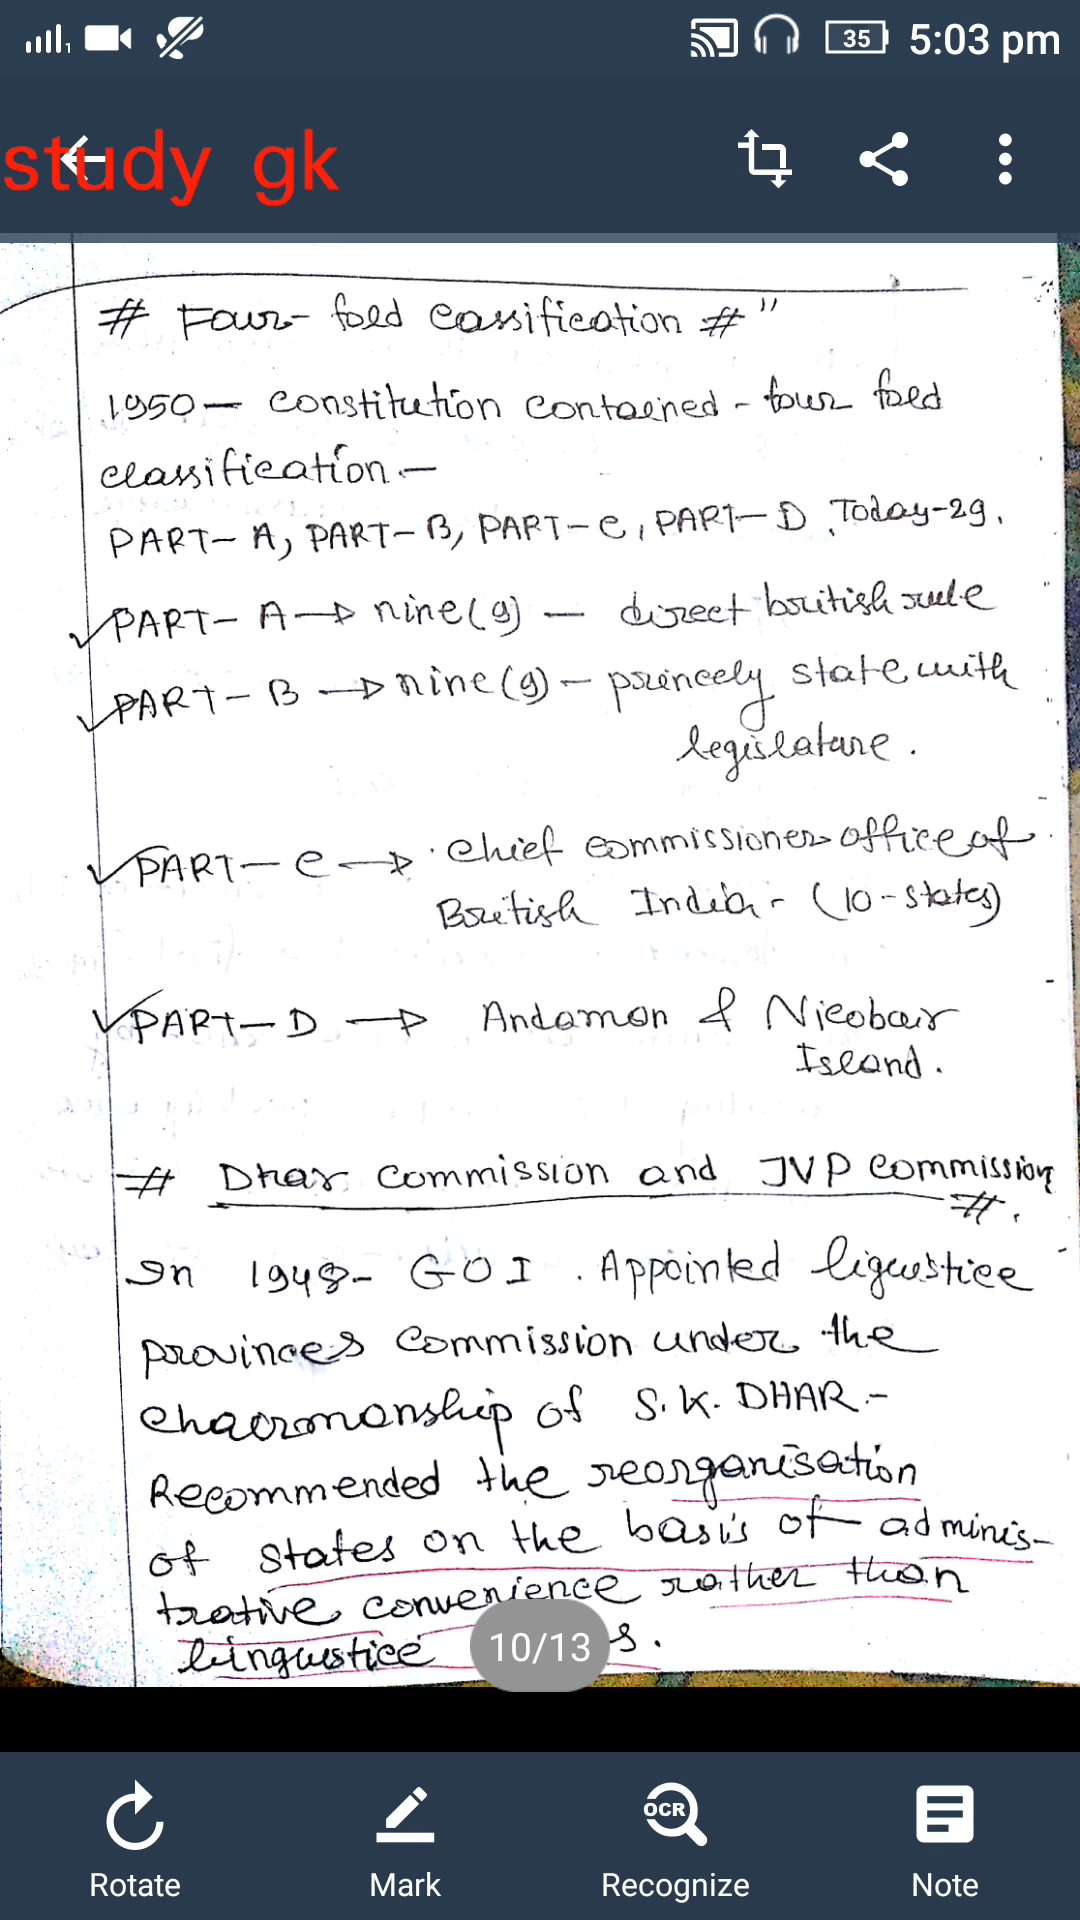 1 35 5:03 pm
study gk
# Four- fold cassification # "
1950 — constitution contained - four fold
classification —
PART- A, PART- B, PART- C, PART- D. Today-29.
PART- A → nine (9) — direct british rule
PART- B → nine (9) — princely state with
legislature.
PART- C → Chief commissioner office of
British India - (10 - states)
PART- D → Andaman & Nicobar
Island.
# Dhar commission and JVP commission
#.
In 1948- GOI. Appointed liguistice
provinces commission under the
chairmanship of S.K. DHAR.-
Recommended the reorganisation
of states on the basis of adminis-
trative convenience rather than
linguistice s.
10/13
OCR
Rotate Mark Recognize Note